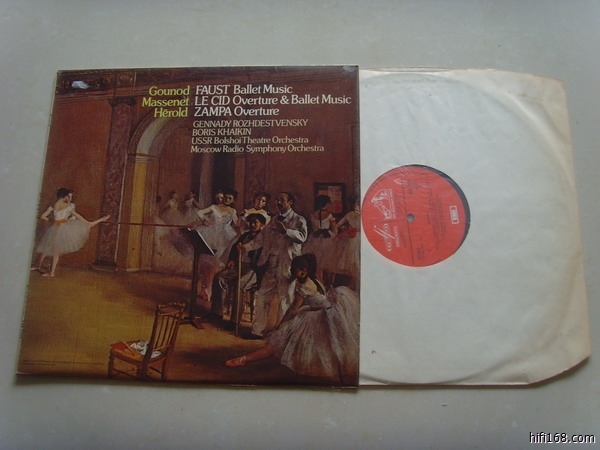 Gounod FAUST Ballet Music
Massenet LE CID Overture & Ballet Music
Hérold ZAMPA Overture
GENNADY ROZHDESTVENSKY
BORIS KHAIKIN
USSR Bolshoi Theatre Orchestra
Moscow Radio Symphony Orchestra
EMI
hifi168.com